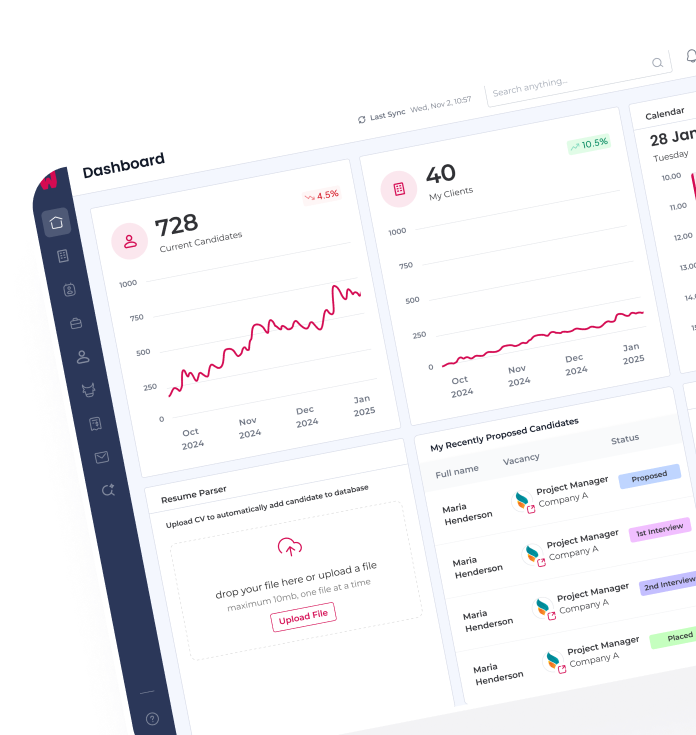 Dashboard
Last Sync Wed, Nov 2, 10:57
Search anything...
728
Current Candidates
4.5%
1000
750
500
250
0
Oct
2024
Nov
2024
Dec
2024
Jan
2025
40
My Clients
10.5%
1000
750
500
250
0
Oct
2024
Nov
2024
Dec
2024
Jan
2025
Calendar
28 Jan
Tuesday
10.00
11.00
12.00
13.00
14.
15
Resume Parser
Upload CV to automatically add candidate to database
drop your file here or upload a file
maximum 10mb, one file at a time
Upload File
My Recently Proposed Candidates
Full name Vacancy Status
Maria
Henderson
Project Manager
Company A
Proposed
Maria
Henderson
Project Manager
Company A
1st interview
Maria
Henderson
Project Manager
Company A
2nd Interview
Maria
Henderson
Project Manager
Company A
Placed